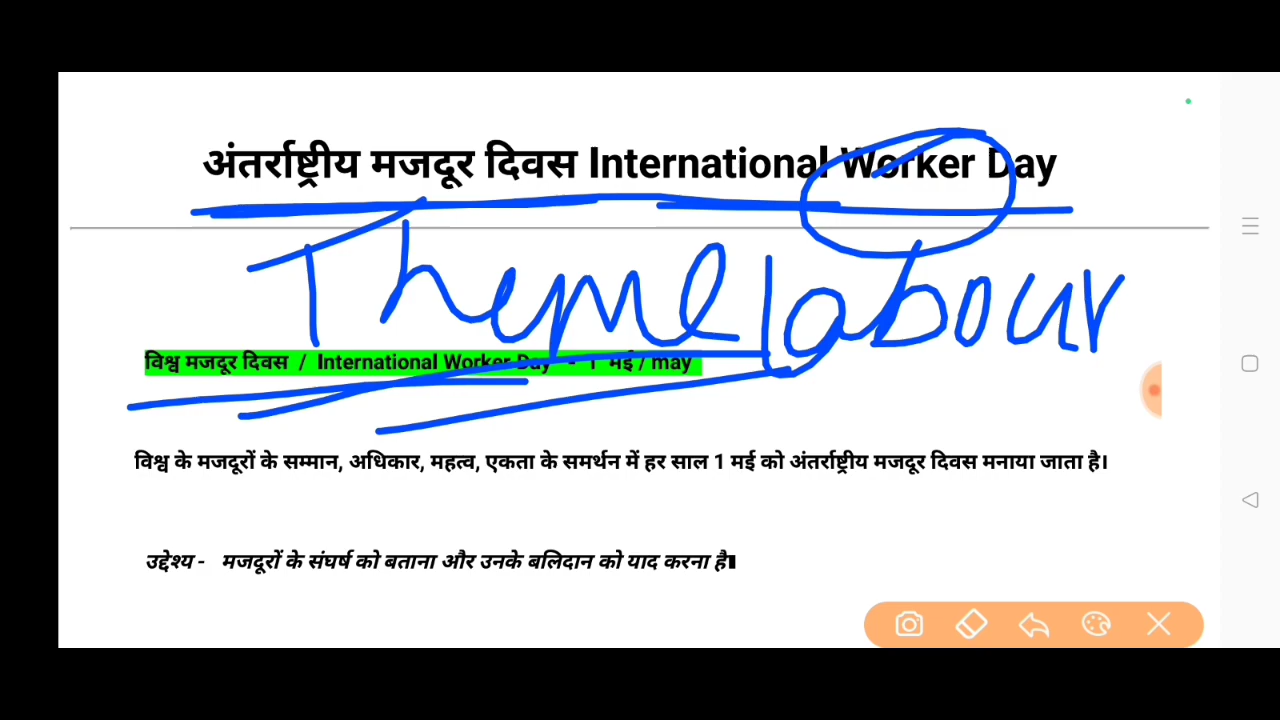 अंतर्राष्ट्रीय मजदूर दिवस International Worker Day
Theme labour
विश्व मजदूर दिवस / International Worker Day - 1 मई / may
विश्व के मजदूरों के सम्मान, अधिकार, महत्व, एकता के समर्थन में हर साल 1 मई को अंतर्राष्ट्रीय मजदूर दिवस मनाया जाता है।
उद्देश्य - मजदूरों के संघर्ष को बताना और उनके बलिदान को याद करना है।